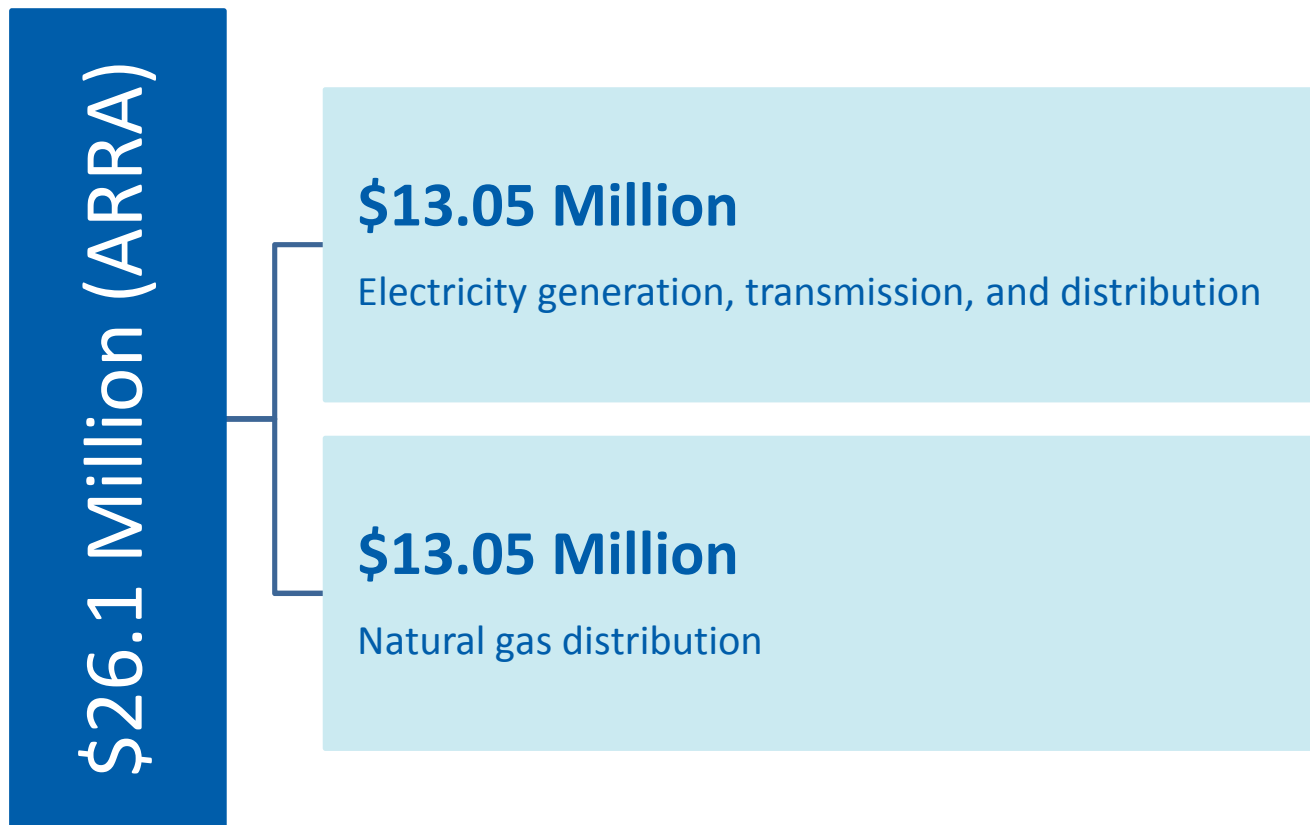 $26.1 Million (ARRA)
$13.05 Million
Electricity generation, transmission, and distribution
$13.05 Million
Natural gas distribution